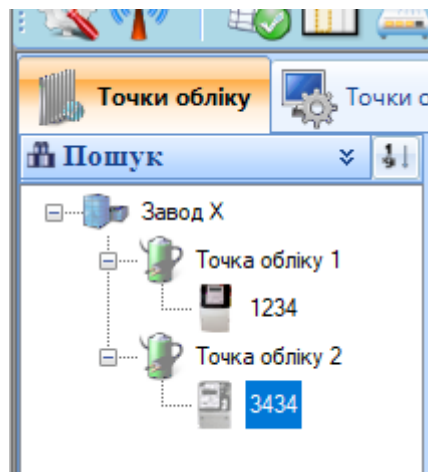 Точки обліку
Точки
Пошук
Завод X
Точка обліку 1
1234
Точка обліку 2
3434